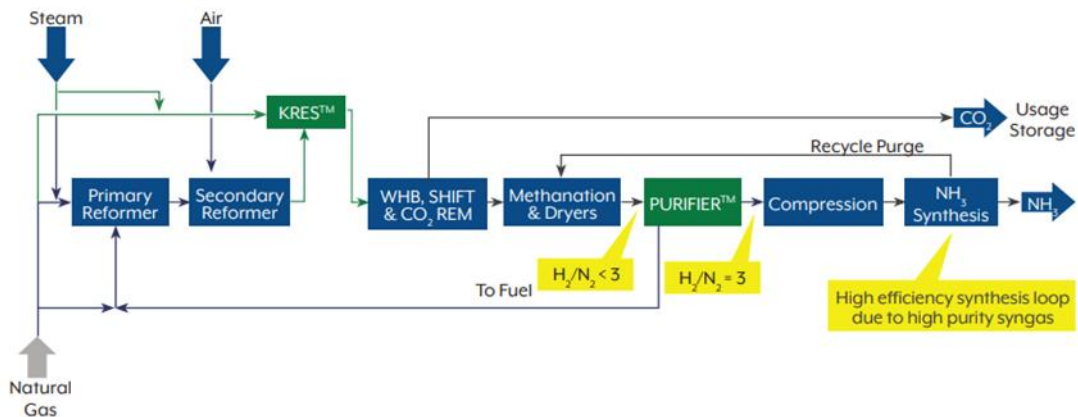 Steam
Air
KRES™
CO₂
Usage
Storage
Recycle Purge
Primary
Reformer
Secondary
Reformer
WHB, SHIFT
& CO₂ REM
Methanation
& Dryers
PURIFIER™
Compression
NH₃
Synthesis
NH₃
H₂/N₂ < 3
H₂/N₂ = 3
To Fuel
High efficiency synthesis loop
due to high purity syngas
Natural
Gas